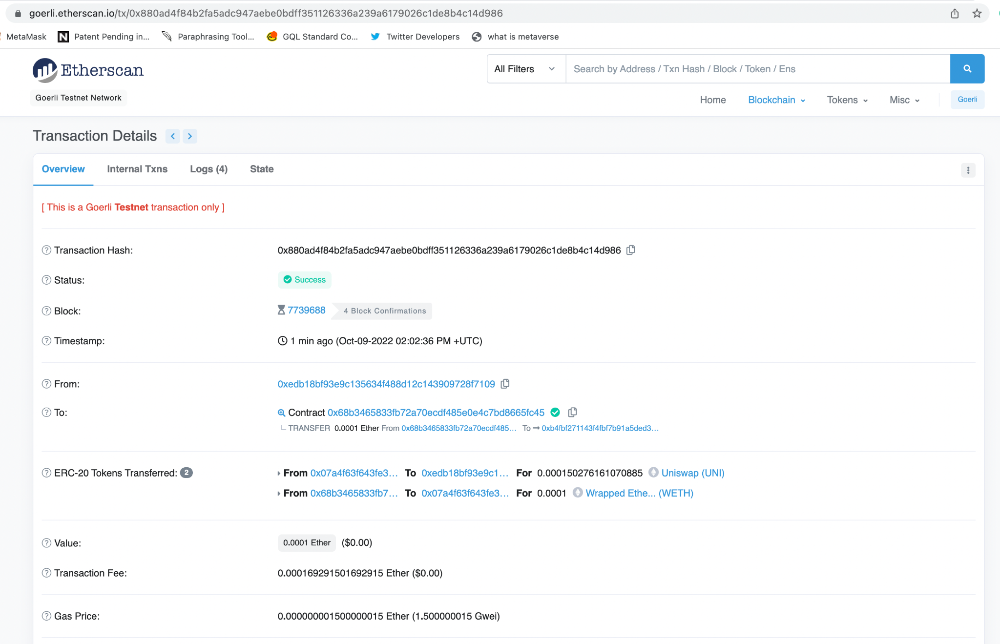 goerli.etherscan.io/tx/0x880ad4f84b2fa5adc947aebe0bdff351126336a239a6179026c1de8b4c14d986
MetaMask Patent Pending in... Paraphrasing Tool... GQL Standard Co... Twitter Developers what is metaverse
Etherscan
All Filters Search by Address / Txn Hash / Block / Token / Ens
Goerli Testnet Network
Home Blockchain Tokens Misc Goerli
Transaction Details
Overview Internal Txns Logs (4) State
[ This is a Goerli Testnet transaction only ]
Transaction Hash: 0x880ad4f84b2fa5adc947aebe0bdff351126336a239a6179026c1de8b4c14d986
Status: Success
Block: 7739688 4 Block Confirmations
Timestamp: 1 min ago (Oct-09-2022 02:02:36 PM +UTC)
From: 0xedb18bf93e9c135634f488d12c143909728f7109
To: Contract 0x68b3465833fb72a70ecdf485e0e4c7bd8665fc45
TRANSFER 0.0001 Ether From 0x68b3465833fb72a70ecdf485... To 0xb4fbf271143f4fbf7b91a5ded3...
ERC-20 Tokens Transferred: 2 From 0x07a4f63f643fe3... To 0xedb18bf93e9c1... For 0.000150276161070885 Uniswap (UNI)
From 0x68b3465833fb7... To 0x07a4f63f643fe3... For 0.0001 Wrapped Ethe... (WETH)
Value: 0.0001 Ether ($0.00)
Transaction Fee: 0.000169291501692915 Ether ($0.00)
Gas Price: 0.000000001500000015 Ether (1.500000015 Gwei)